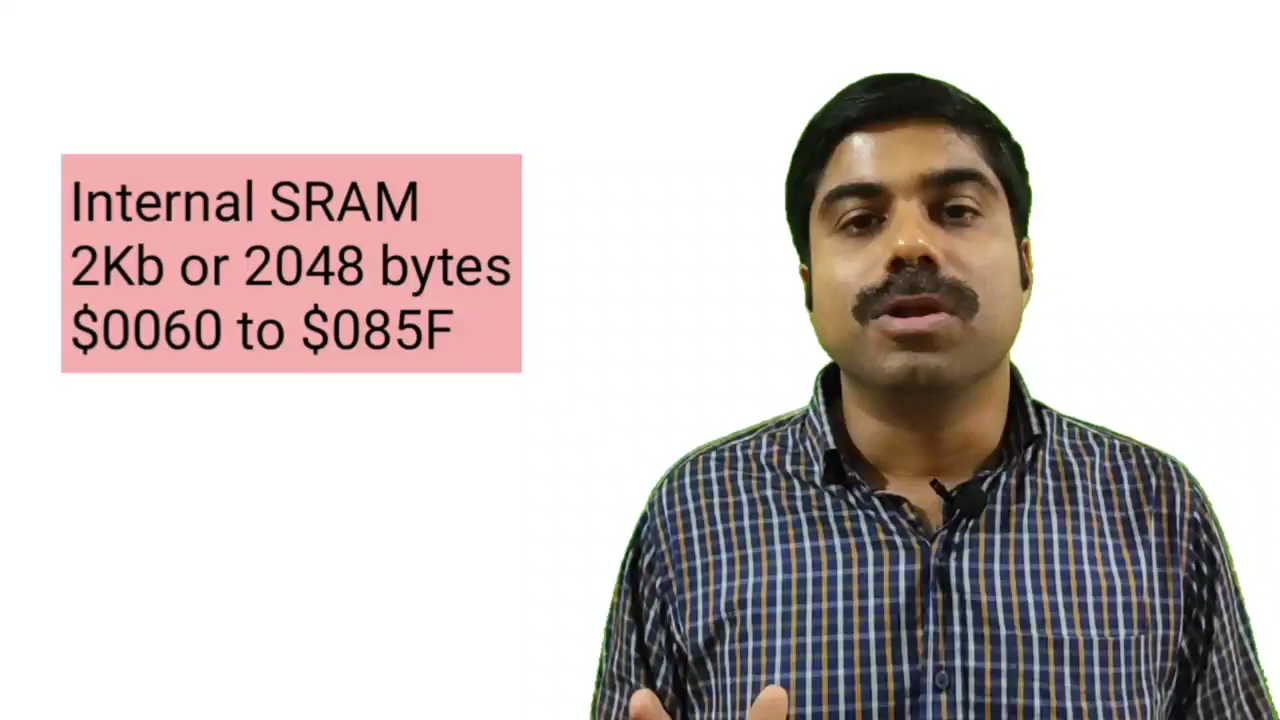 Internal SRAM
2Kb or 2048 bytes
$0060 to $085F